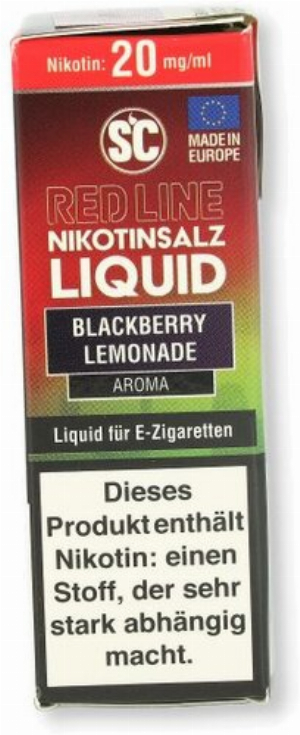 Nikotin: 20 mg/ml
SC
MADE IN
EUROPE
RED LINE
NIKOTINSALZ
LIQUID
BLACKBERRY
LEMONADE
AROMA
Liquid für E-Zigaretten
Dieses
Produkt enthält
Nikotin: einen
Stoff, der sehr
stark abhängig
macht.